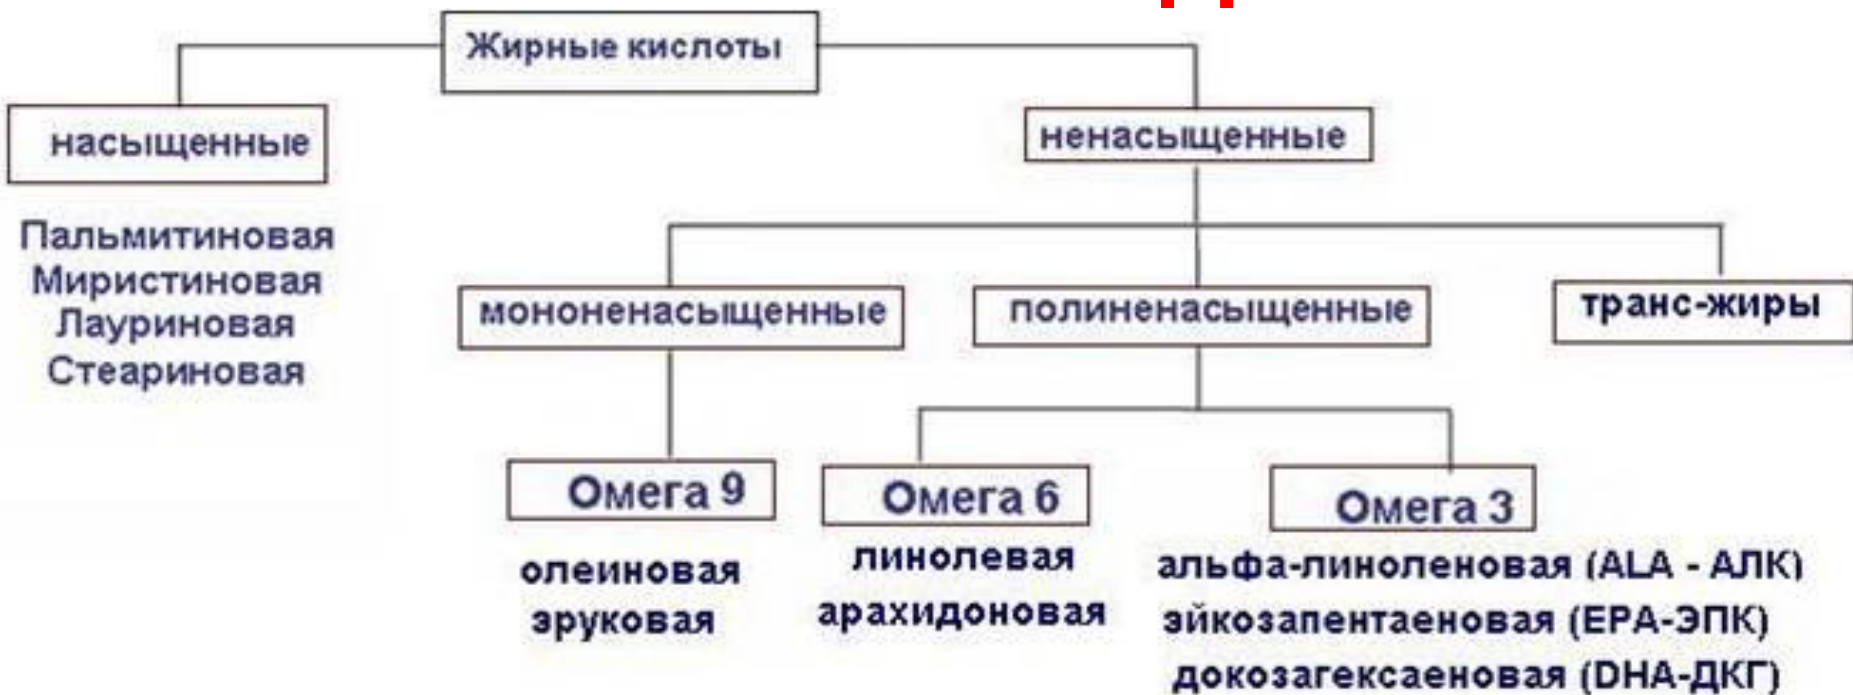 Жирные кислоты
насыщенные
ненасыщенные
Пальмитиновая
Миристиновая
Лауриновая
Стеариновая
мононенасыщенные
полиненасыщенные
транс-жиры
Омега 9
Омега 6
Омега 3
олеиновая
эруковая
линолевая
арахидоновая
альфа-линоленовая (ALA - АЛК)
эйкозапентаеновая (EPA-ЭПК)
докозагексаеновая (DHA-ДКГ)